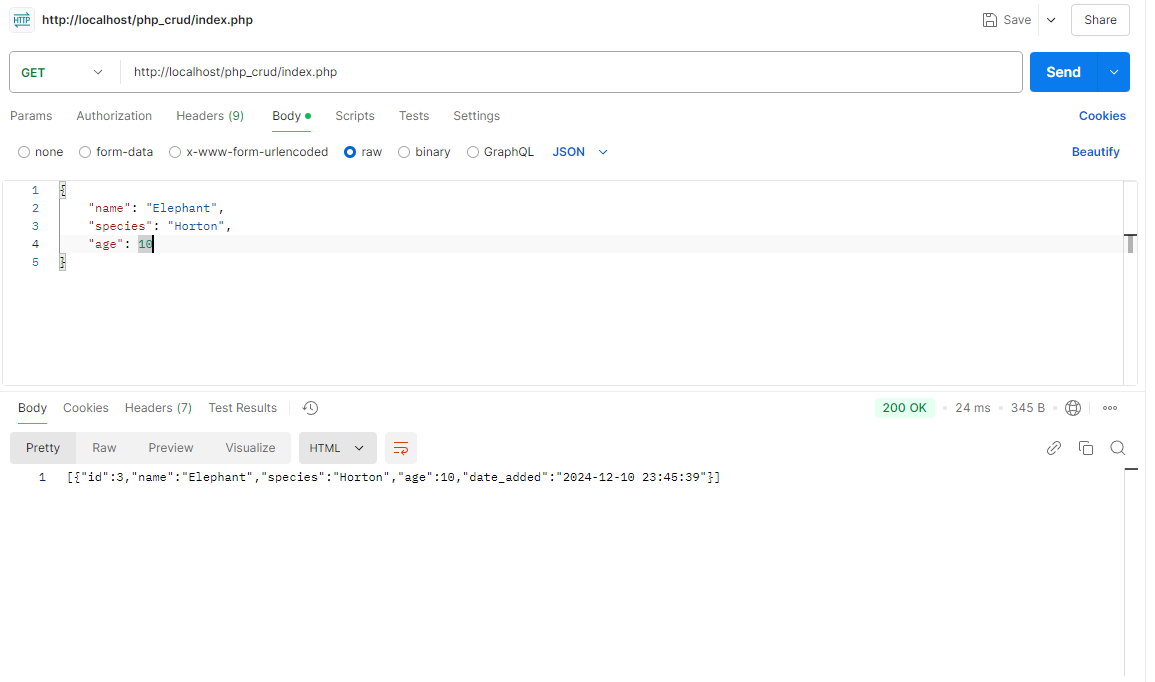 HTTP http://localhost/php_crud/index.php Save Share
GET http://localhost/php_crud/index.php Send
Params Authorization Headers (9) Body Scripts Tests Settings Cookies
none form-data x-www-form-urlencoded raw binary GraphQL JSON Beautify
1 {
2 "name": "Elephant",
3 "species": "Horton",
4 "age": 10
5 }
Body Cookies Headers (7) Test Results 200 OK 24 ms 345 B
Pretty Raw Preview Visualize HTML
1 [{"id":3,"name":"Elephant","species":"Horton","age":10,"date_added":"2024-12-10 23:45:39"}]